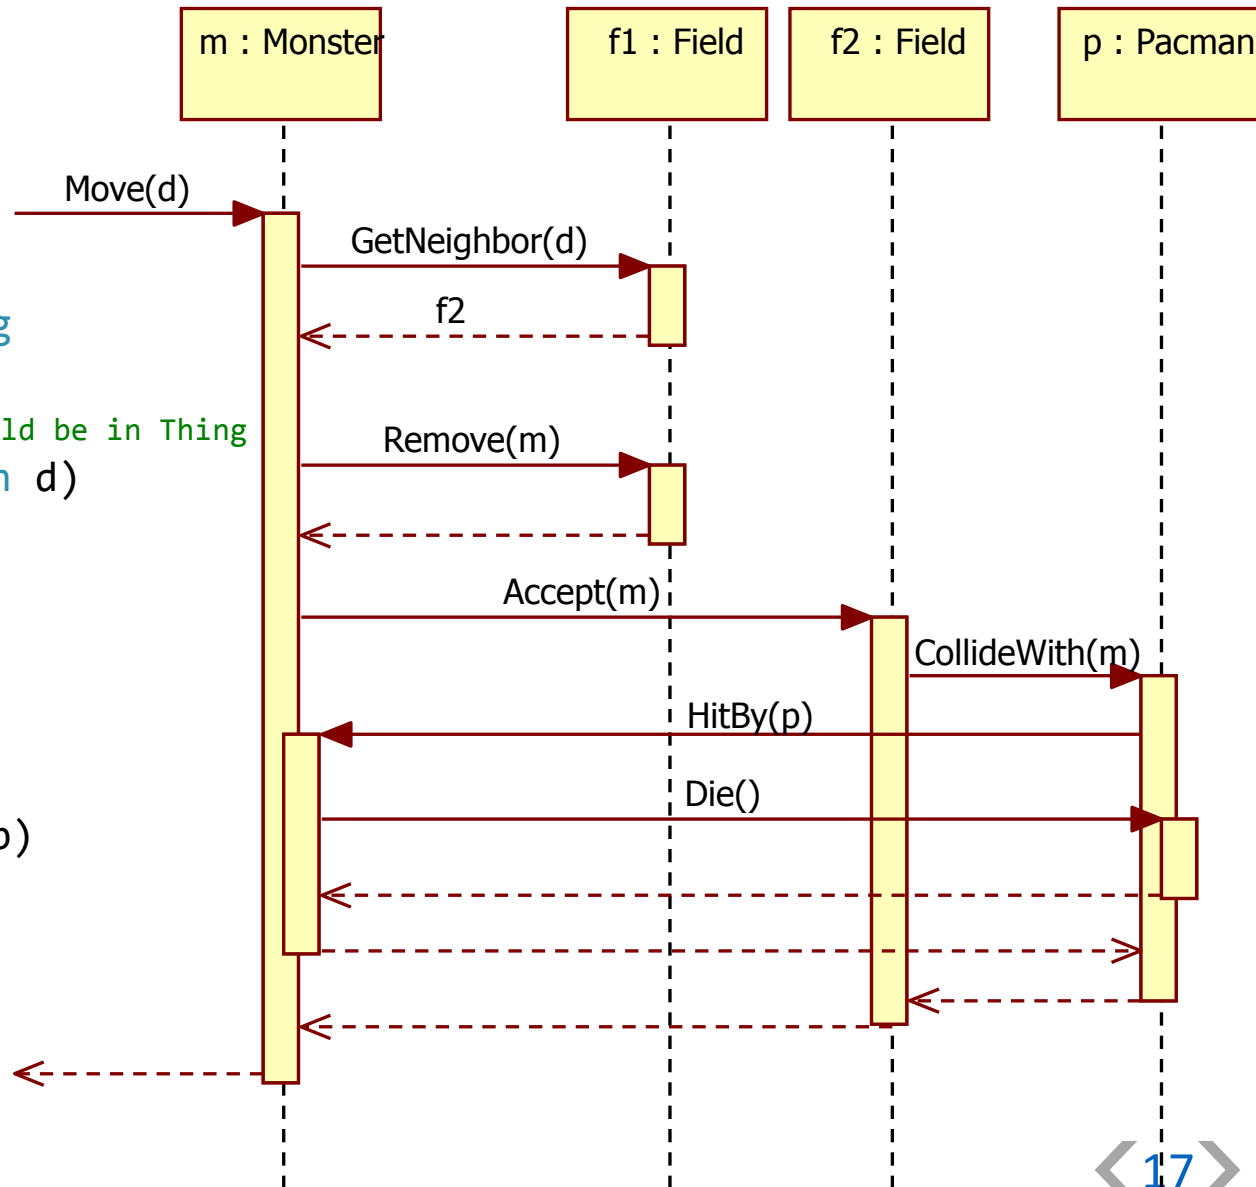 m : Monster
f1 : Field
f2 : Field
p : Pacman
Move(d)
GetNeighbor(d)
f2
g
ld be in Thing
Remove(m)
n d)
Accept(m)
CollideWith(m)
HitBy(p)
Die()
p)
17